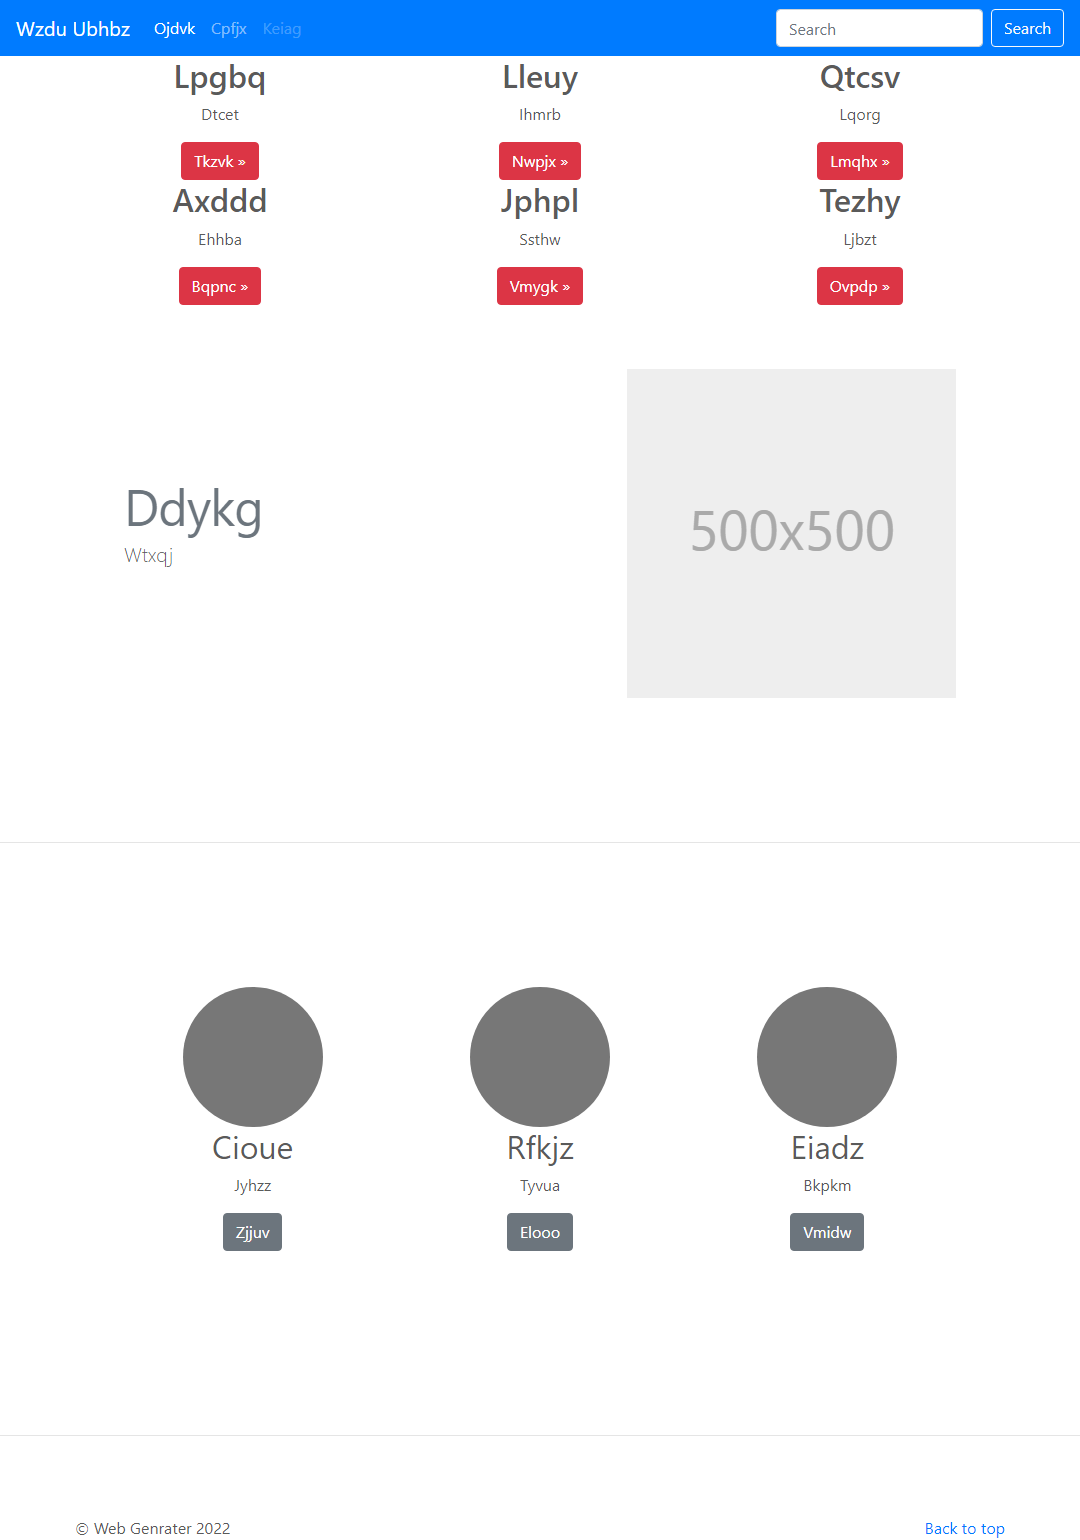 Wzdu Ubhbz Ojdvk Cpfjx Keiag Search Search
Lpgbq Lleuy Qtcsv
Dtcet Ihmrb Lqorg
Tkzvk » Nwpjx » Lmqhx »
Axddd Jphpl Tezhy
Ehhba Ssthw Ljbzt
Bqpnc » Vmygk » Ovpdp »
Ddykg
Wtxqj
500x500
Cioue Rfkjz Eiadz
Jyhzz Tyvua Bkpkm
Zjjuv Elooo Vmidw
© Web Genrater 2022 Back to top